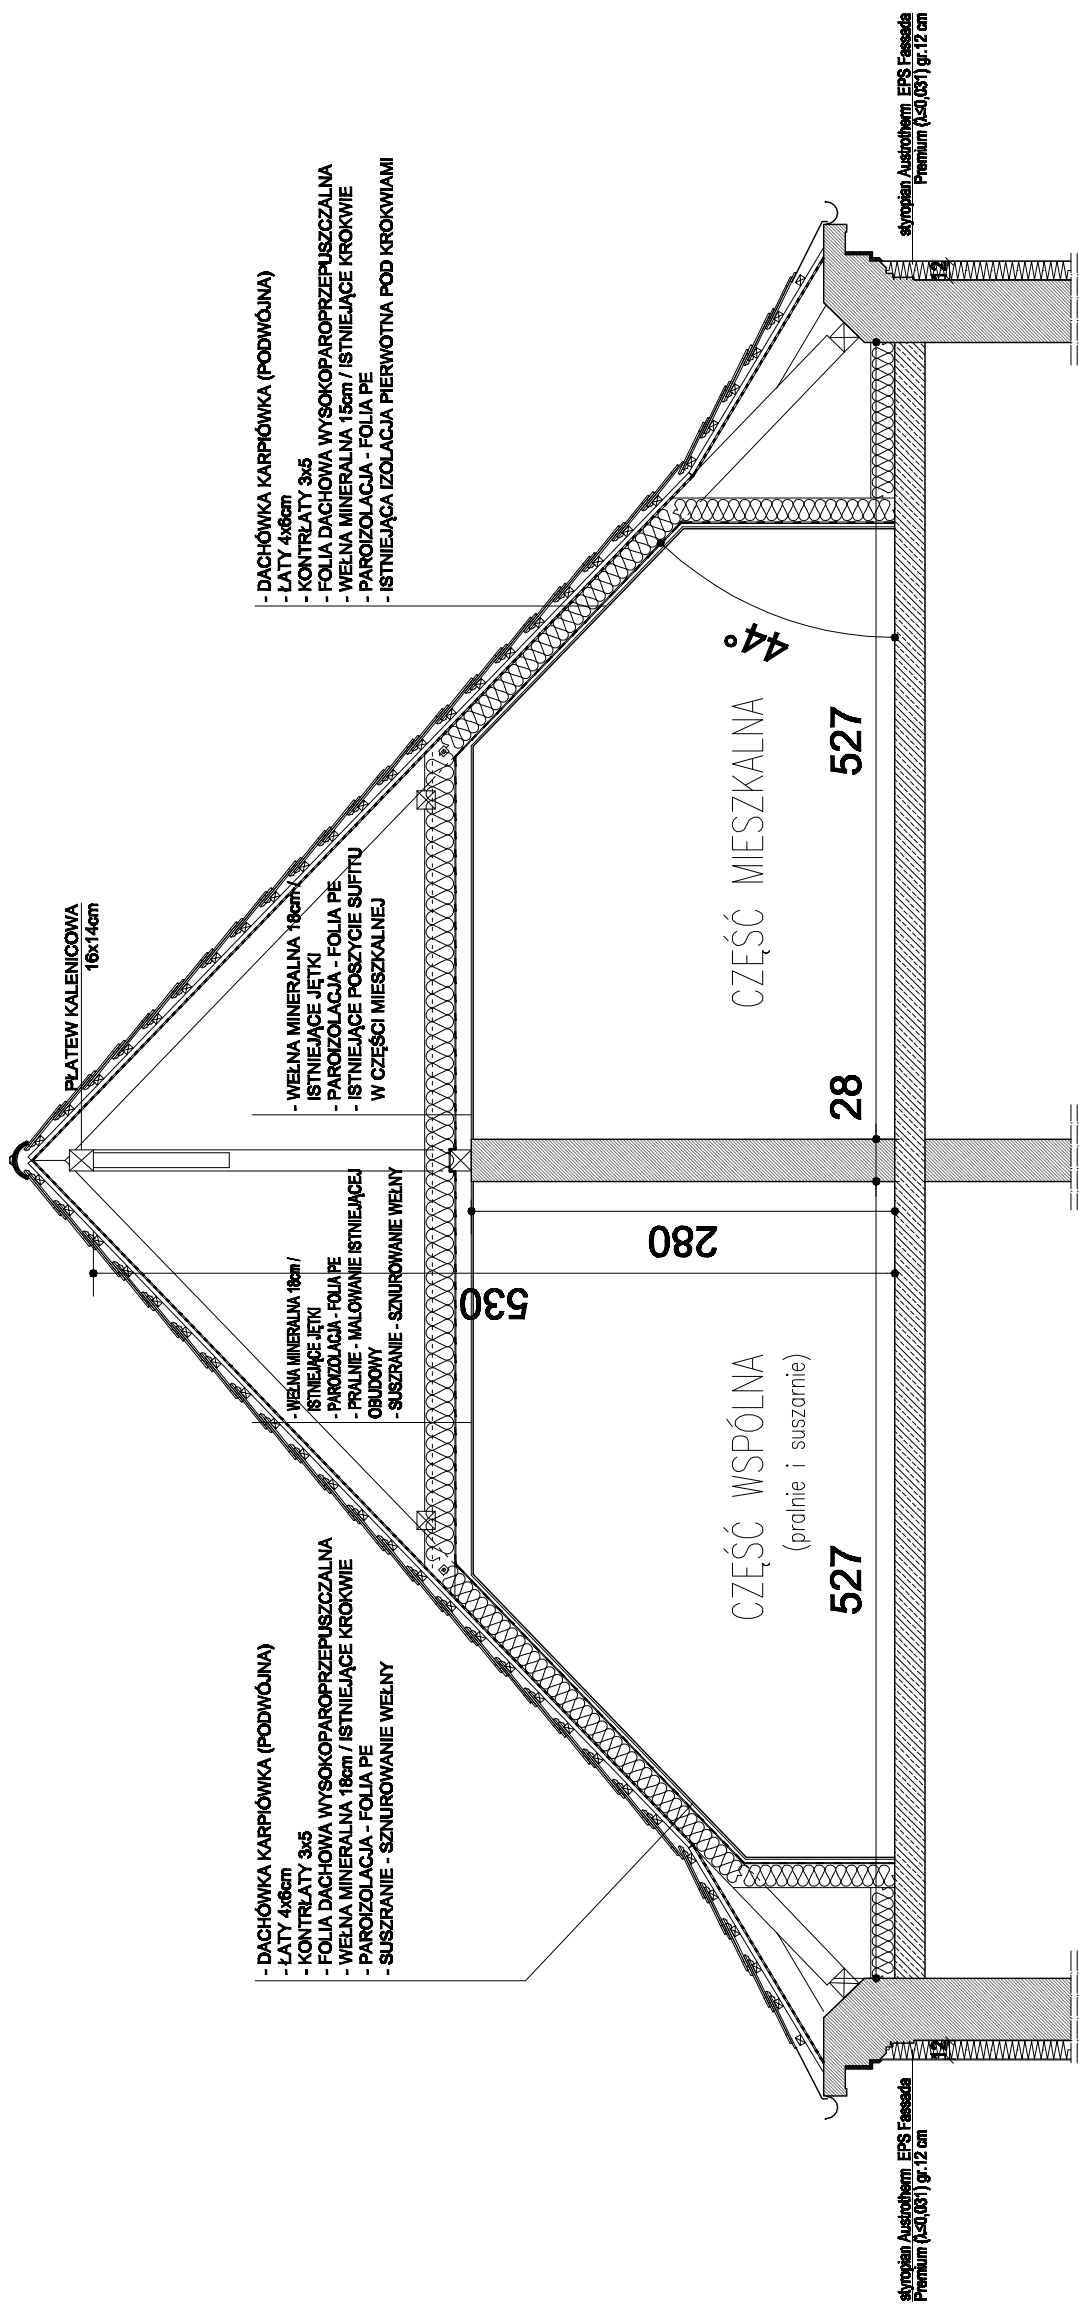 - DACHÓWKA KARPIÓWKA (PODWÓJNA)
- ŁATY 4x6cm
- KONTRŁATY 3x5
- FOLIA DACHOWA WYSOKOPAROPRZEPUSZCZALNA
- WEŁNA MINERALNA 18cm / ISTNIEJĄCE KROKWIE
- PAROIZOLACJA - FOLIA PE
- SUSZRANIE - SZNUROWANIE WEŁNY
- WEŁNA MINERALNA 18cm /
ISTNIEJĄCE JĘTKI
- PAROIZOLACJA - FOLIA PE
- PRALNIE - MALOWANIE ISTNIEJĄCEJ
OBUDOWY
- SUSZRANIE - SZNUROWANIE WEŁNY
PŁATEW KALENICOWA
16x14cm
- WEŁNA MINERALNA 18cm /
ISTNIEJĄCE JĘTKI
- PAROIZOLACJA - FOLIA PE
- ISTNIEJĄCE POSZYCIE SUFITU
W CZĘŚCI MIESZKALNEJ
- DACHÓWKA KARPIÓWKA (PODWÓJNA)
- ŁATY 4x6cm
- KONTRŁATY 3x5
- FOLIA DACHOWA WYSOKOPAROPRZEPUSZCZALNA
- WEŁNA MINERALNA 15cm / ISTNIEJĄCE KROKWIE
- PAROIZOLACJA - FOLIA PE
- ISTNIEJĄCA IZOLACJA PIERWOTNA POD KROKWIAMI
530
280
44°
CZĘŚĆ WSPÓLNA
(pralnie i suszarnie)
CZĘŚĆ MIESZKALNA
527
28
527
styropian Austrotherm EPS Fassada
Premium (λ≤0,031) gr.12 cm
12
12
styropian Austrotherm EPS Fassada
Premium (λ≤0,031) gr.12 cm